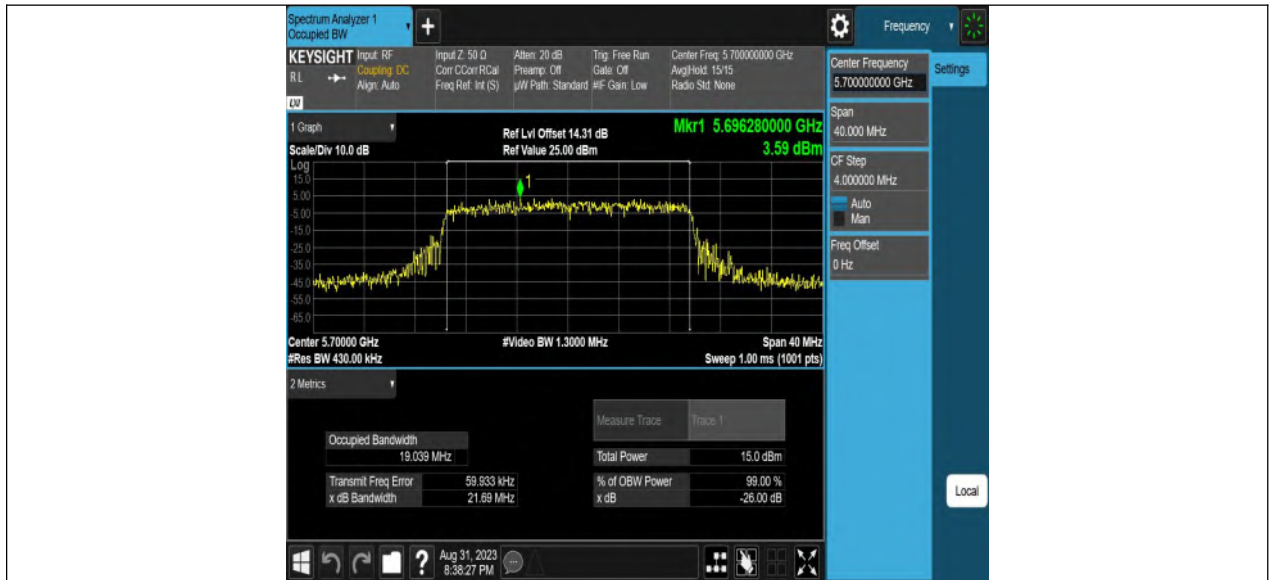 Spectrum Analyzer 1
Occupied BW
+
Frequency
KEYSIGHT
R L
LXI
Input: RF
Coupling: DC
Align: Auto
Input Z: 50 Ω
Corr CCorr RCal
Freq Ref: Int (S)
Atten: 20 dB
Preamp: Off
µW Path: Standard
Trig: Free Run
Gate: Off
#IF Gain: Low
Center Freq: 5.700000000 GHz
Avg|Hold: 15/15
Radio Std: None
Center Frequency
5.700000000 GHz
Settings
Span
40.000 MHz
CF Step
4.000000 MHz
Auto
Man
Freq Offset
0 Hz
Local
1 Graph
Scale/Div 10.0 dB
Ref Lvl Offset 14.31 dB
Ref Value 25.00 dBm
Mkr1 5.696280000 GHz
3.59 dBm
Log
15.0
5.00
-5.00
-15.0
-25.0
-35.0
-45.0
-55.0
-65.0
1
Center 5.70000 GHz
#Res BW 430.00 kHz
#Video BW 1.3000 MHz
Span 40 MHz
Sweep 1.00 ms (1001 pts)
2 Metrics
Measure Trace
Trace 1
Occupied Bandwidth
19.039 MHz
Total Power
15.0 dBm
Transmit Freq Error
59.933 kHz
% of OBW Power
99.00 %
x dB Bandwidth
21.69 MHz
x dB
-26.00 dB
?
Aug 31, 2023
8:38:27 PM